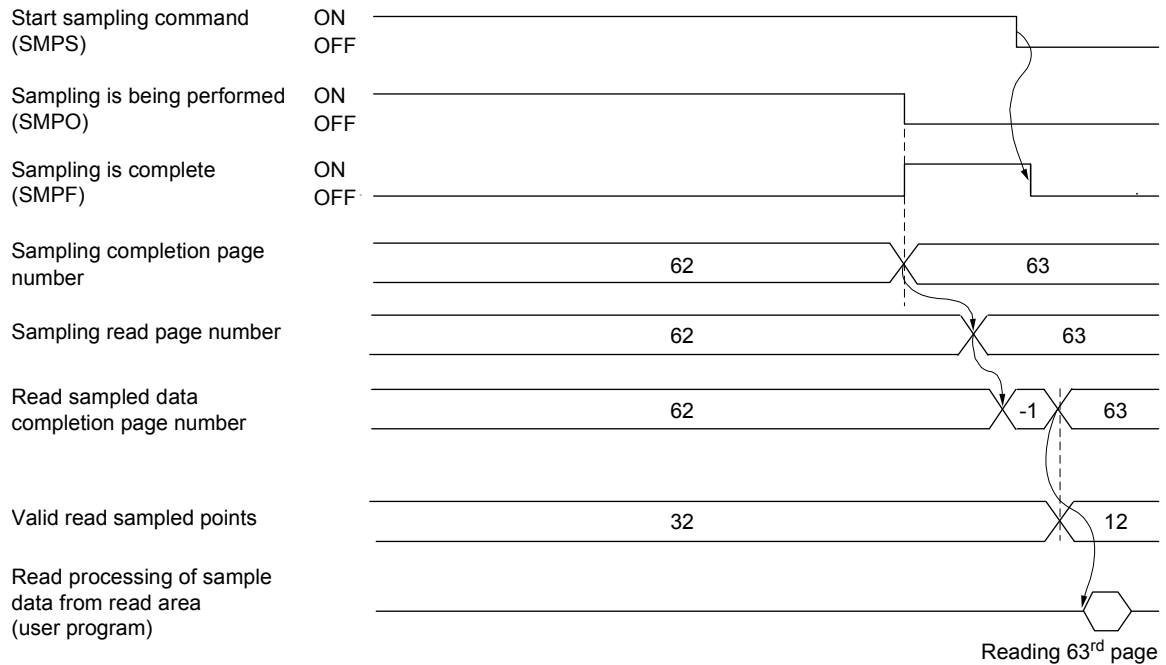 Start sampling command ON
(SMPS) OFF
Sampling is being performed ON
(SMPO) OFF
Sampling is complete ON
(SMPF) OFF
Sampling completion page
number
62 63
Sampling read page number 62 63
Read sampled data
completion page number
62 -1 63
Valid read sampled points 32 12
Read processing of sample
data from read area
(user program)
Reading 63rd page